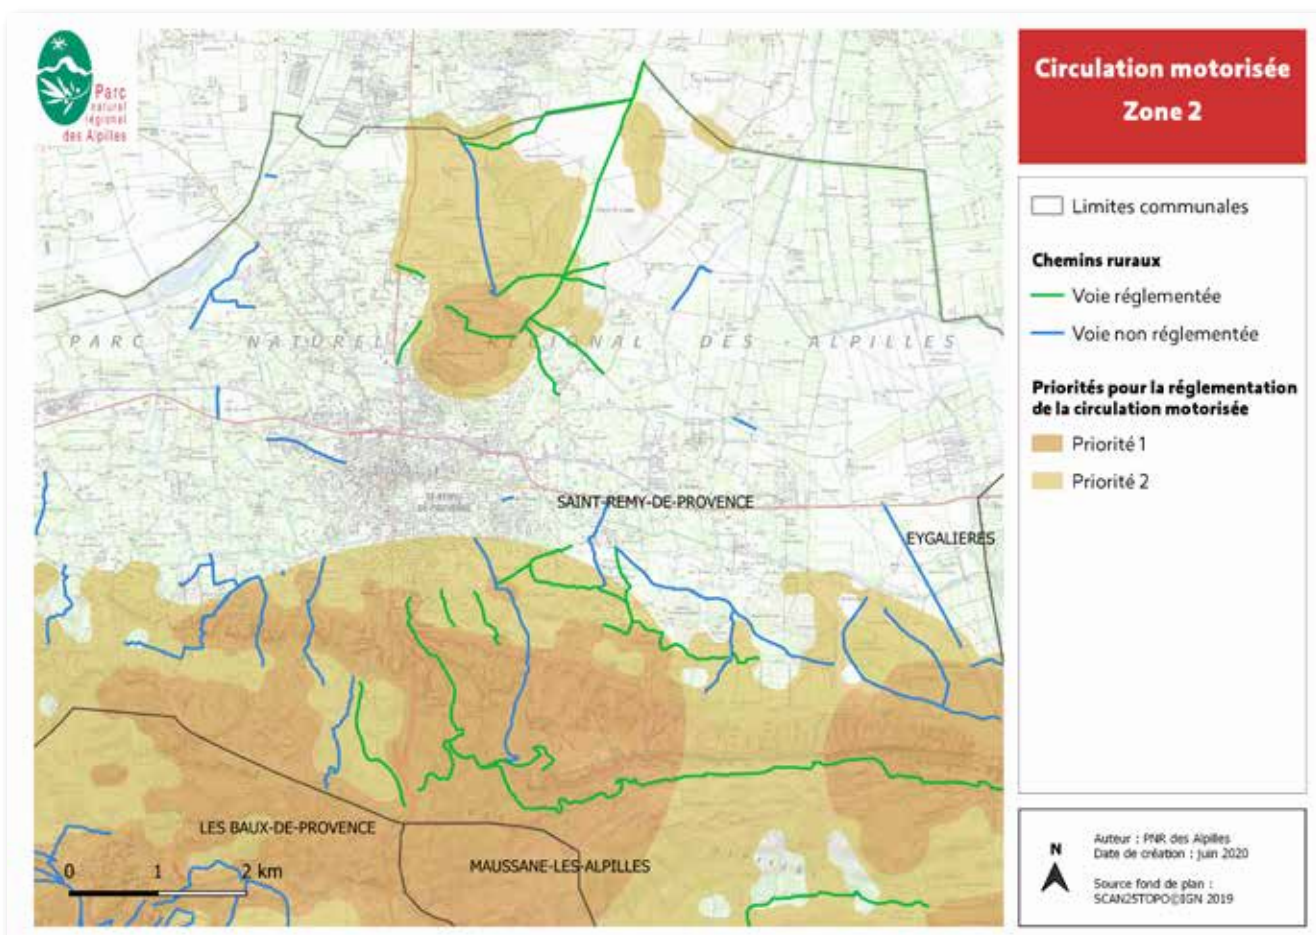 Parc
naturel
régional
des Alpilles
PARC NATUREL RÉGIONAL DES ALPILLES
SAINT-REMY-DE-PROVENCE
EYGALIERES
LES BAUX-DE-PROVENCE
MAUSSANE-LES-ALPILLES
0 1 2 km
Circulation motorisée
Zone 2
Limites communales
Chemins ruraux
Voie réglementée
Voie non réglementée
Priorités pour la réglementation
de la circulation motorisée
Priorité 1
Priorité 2
N
Auteur : PNR des Alpilles
Date de création : juin 2020
Source fond de plan :
SCAN25TOPO©IGN 2019